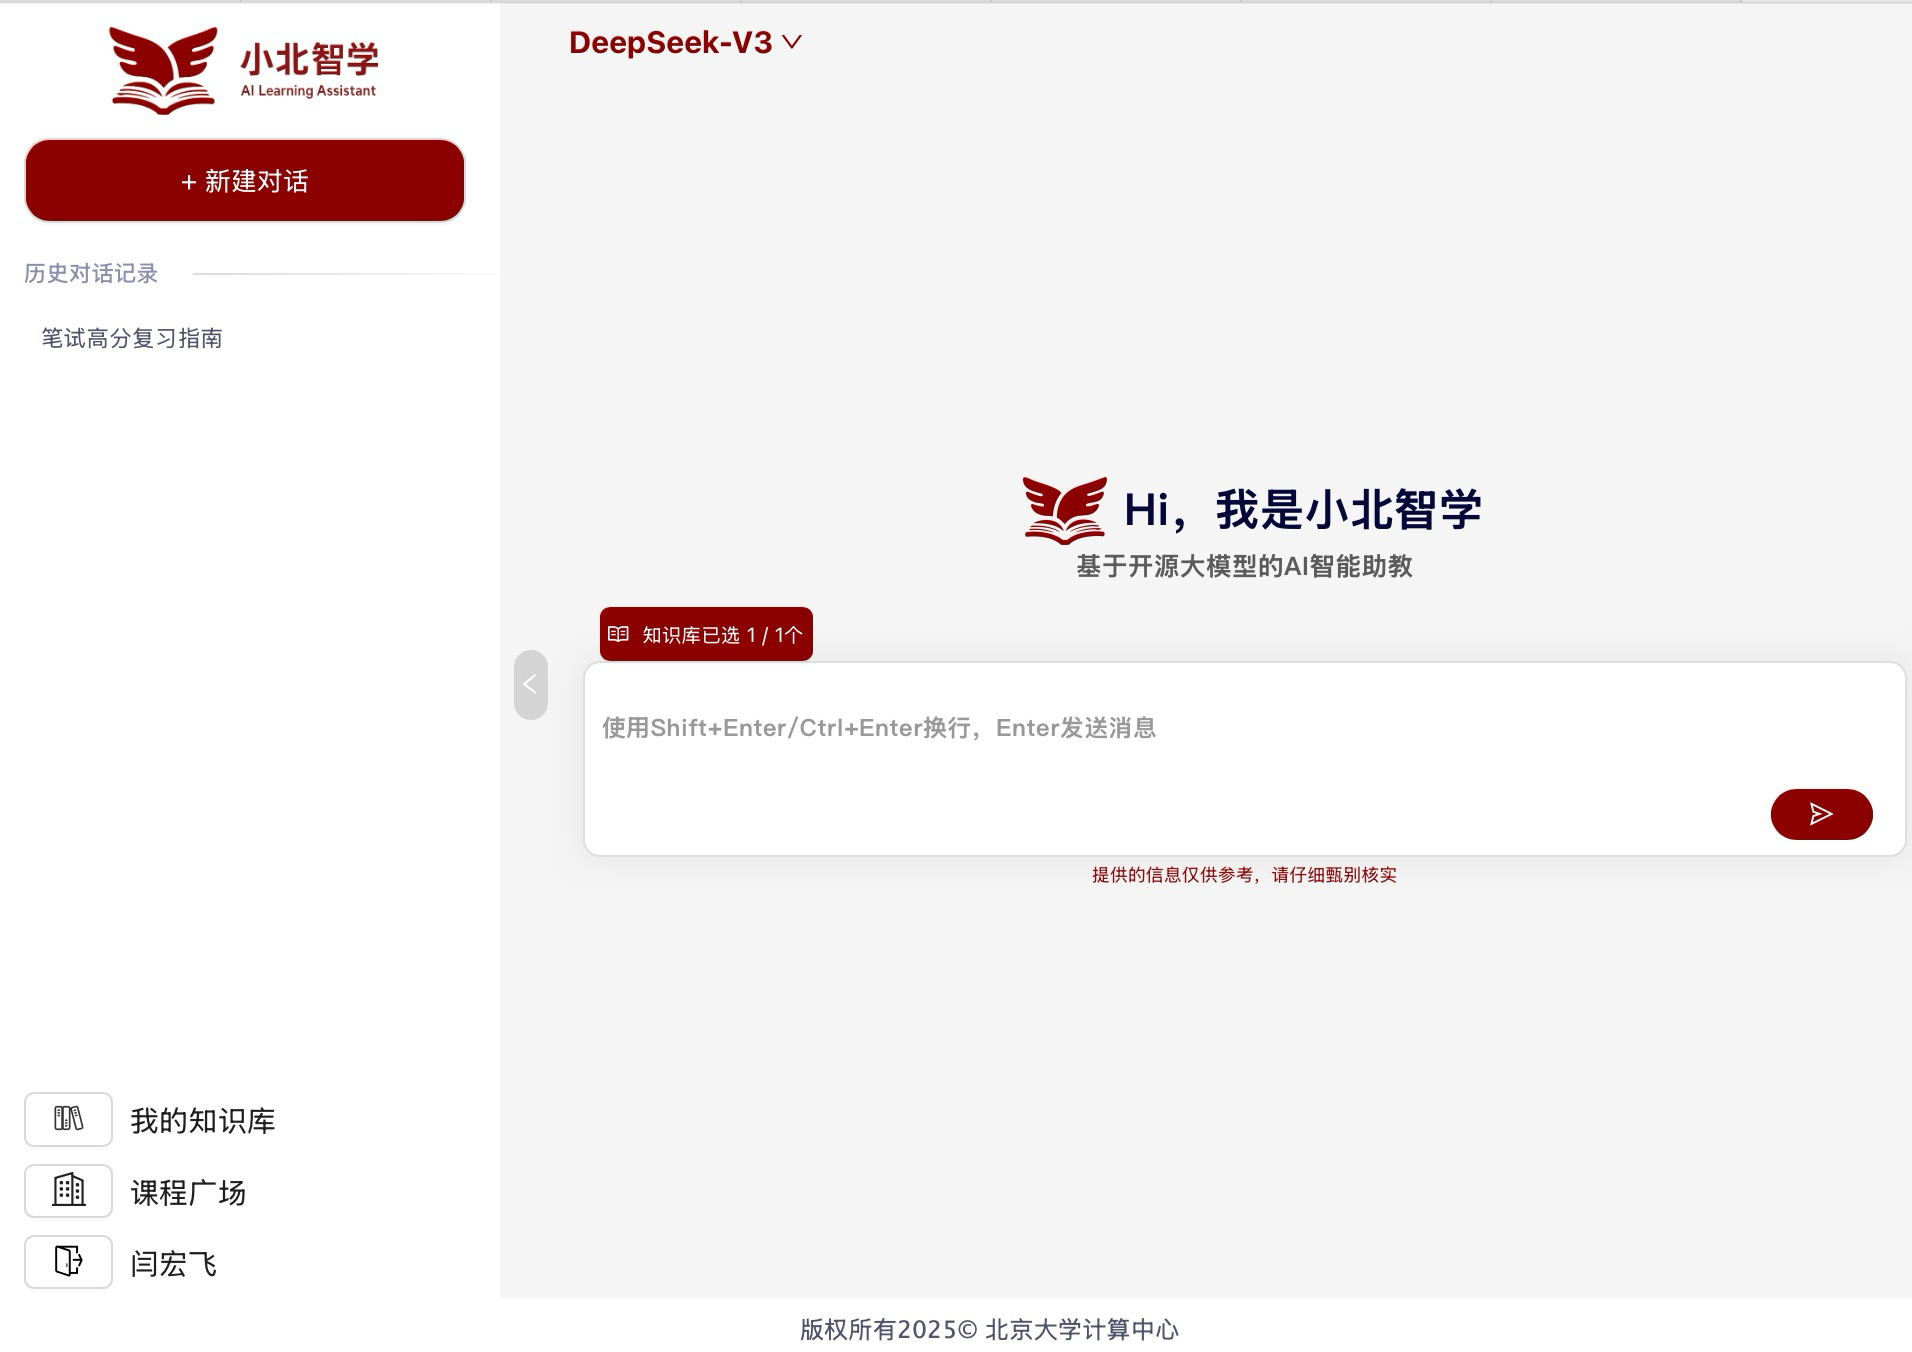 小北智学
AI Learning Assistant
+ 新建对话
历史对话记录
笔试高分复习指南
我的知识库
课程广场
闫宏飞
DeepSeek-V3
Hi，我是小北智学
基于开源大模型的AI智能助教
知识库已选 1 / 1个
使用Shift+Enter/Ctrl+Enter换行，Enter发送消息
提供的信息仅供参考，请仔细甄别核实
版权所有2025© 北京大学计算中心